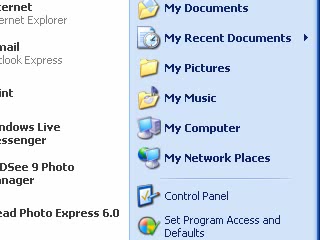 ternet
ernet Explorer
mail
tlook Express
int
ndows Live
essenger
DSee 9 Photo
anager
ead Photo Express 6.0
My Documents
My Recent Documents
My Pictures
My Music
My Computer
My Network Places
Control Panel
Set Program Access and
Defaults